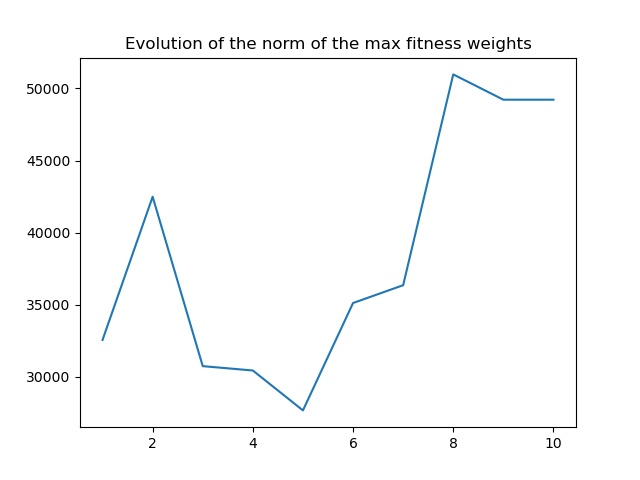 Evolution of the norm of the max fitness weights
50000
45000
40000
35000
30000
2 4 6 8 10